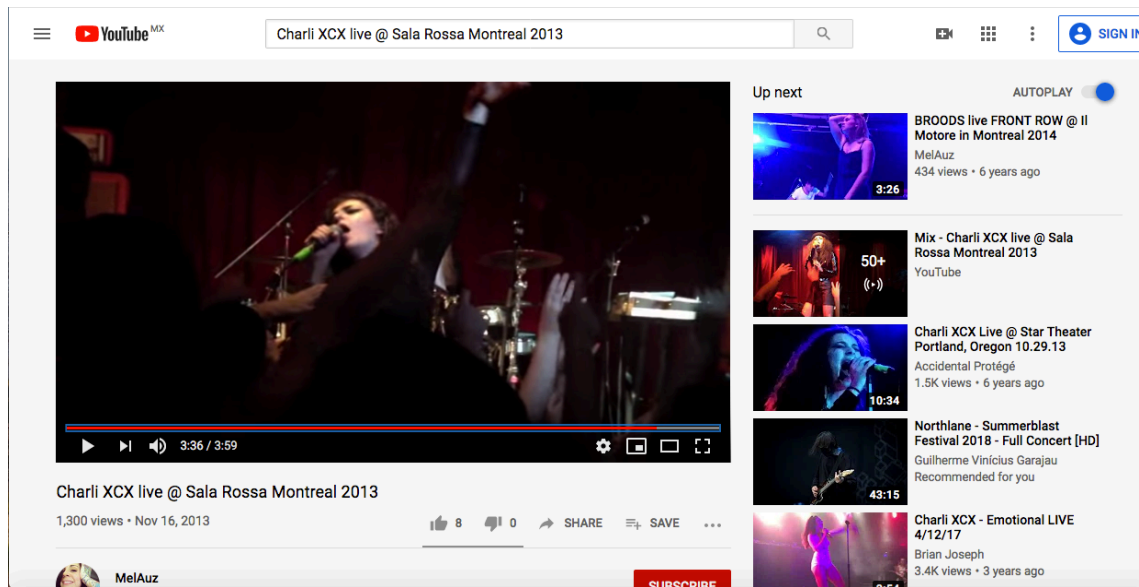 YouTube MX
Charli XCX live @ Sala Rossa Montreal 2013
SIGN IN
3:36 / 3:59
Charli XCX live @ Sala Rossa Montreal 2013
1,300 views • Nov 16, 2013
8
0
SHARE
SAVE
MelAuz
SUBSCRIBE
Up next
AUTOPLAY
BROODS live FRONT ROW @ Il
Motore in Montreal 2014
MelAuz
434 views • 6 years ago
3:26
Mix - Charli XCX live @ Sala
Rossa Montreal 2013
YouTube
50+
Charli XCX Live @ Star Theater
Portland, Oregon 10.29.13
Accidental Protégé
1.5K views • 6 years ago
10:34
Northlane - Summerblast
Festival 2018 - Full Concert [HD]
Guilherme Vinícius Garajau
Recommended for you
43:15
Charli XCX - Emotional LIVE
4/12/17
Brian Joseph
3.4K views • 3 years ago